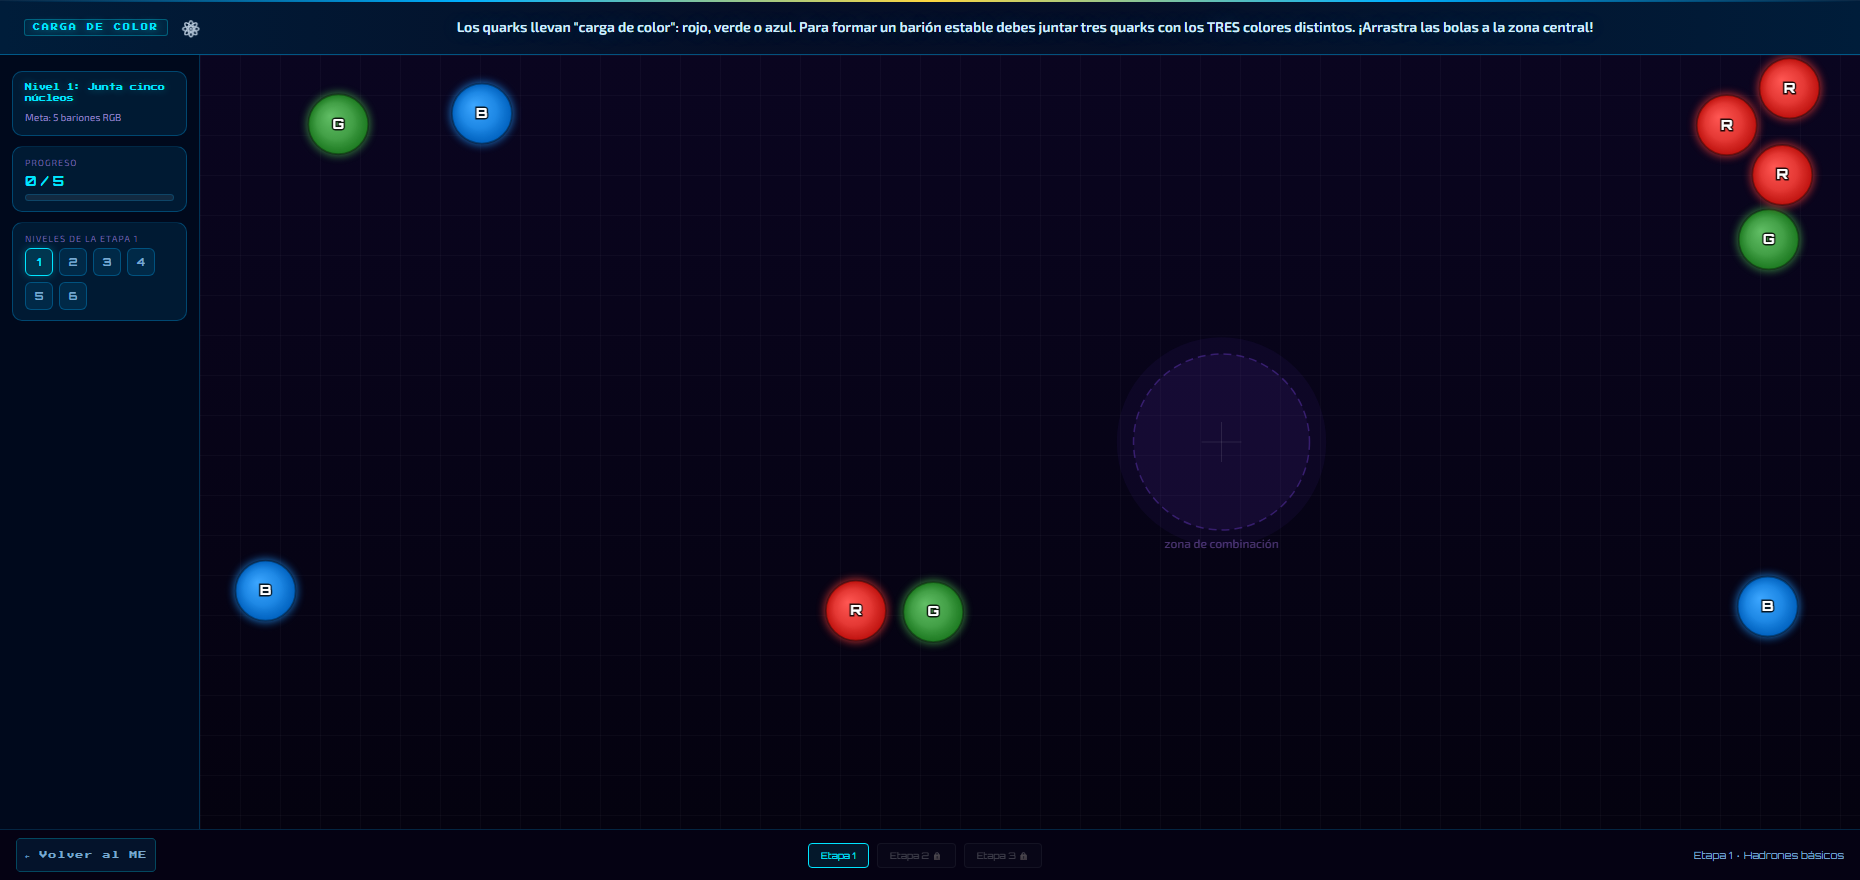 CARGA DE COLOR
Los quarks llevan "carga de color": rojo, verde o azul. Para formar un barión estable debes juntar tres quarks con los TRES colores distintos. ¡Arrastra las bolas a la zona central!
Nivel 1: Junta cinco
núcleos
Meta: 5 bariones RGB
PROGRESO
0/5
NIVELES DE LA ETAPA 1
1 2 3 4
5 6
G B
R
R
R
G
zona de combinación
B
R G
B
← Volver al ME
Etapa 1
Etapa 2
Etapa 3
Etapa 1 · Hadrones básicos